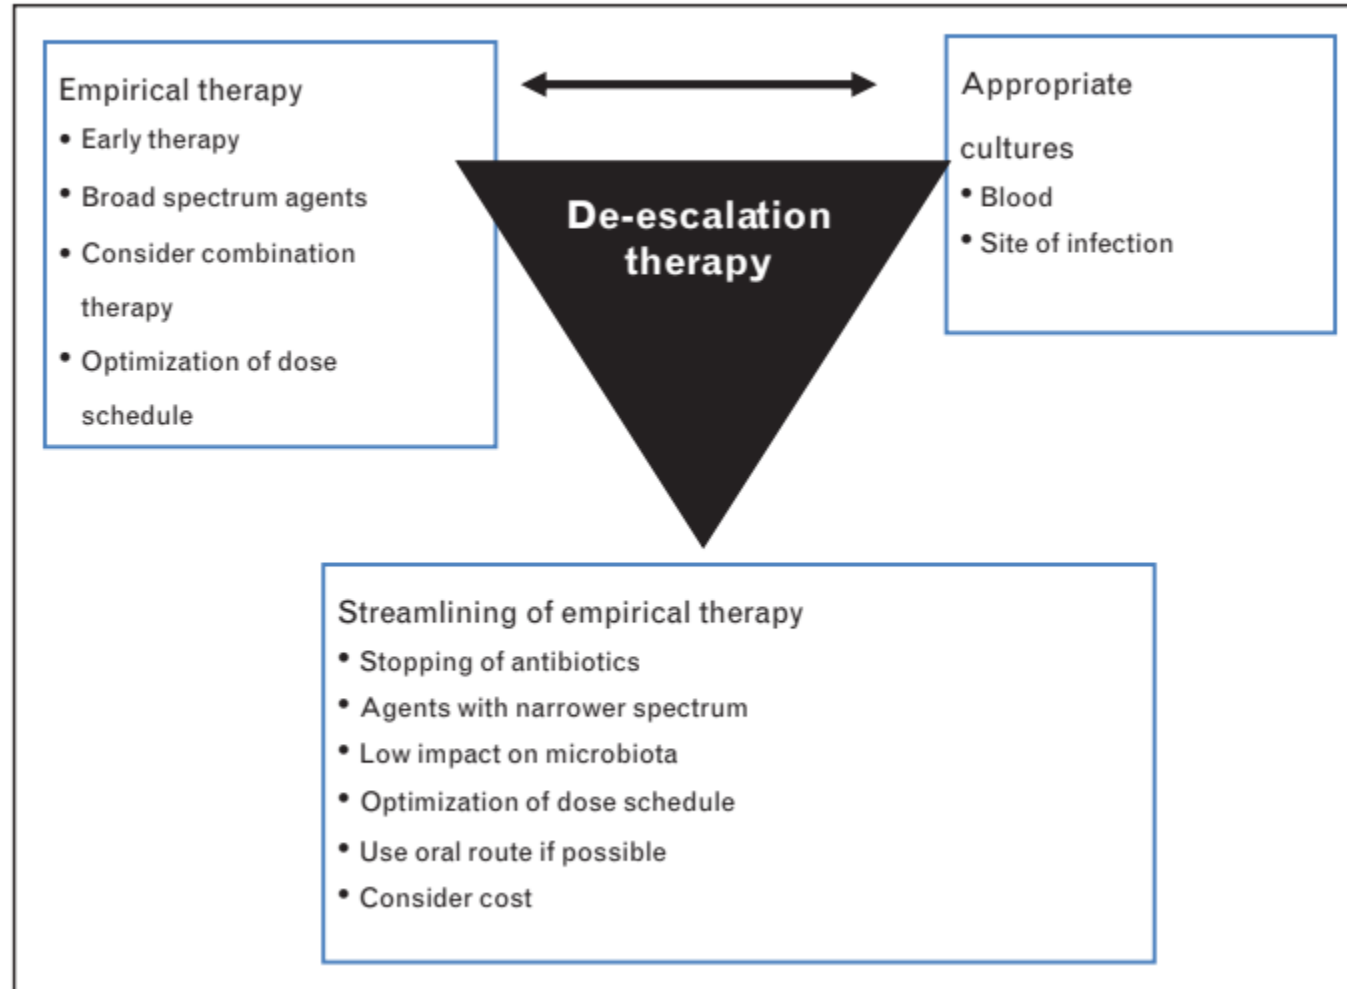 Empirical therapy
• Early therapy
• Broad spectrum agents
• Consider combination
therapy
• Optimization of dose
schedule
Appropriate
cultures
• Blood
• Site of infection
De-escalation
therapy
Streamlining of empirical therapy
• Stopping of antibiotics
• Agents with narrower spectrum
• Low impact on microbiota
• Optimization of dose schedule
• Use oral route if possible
• Consider cost